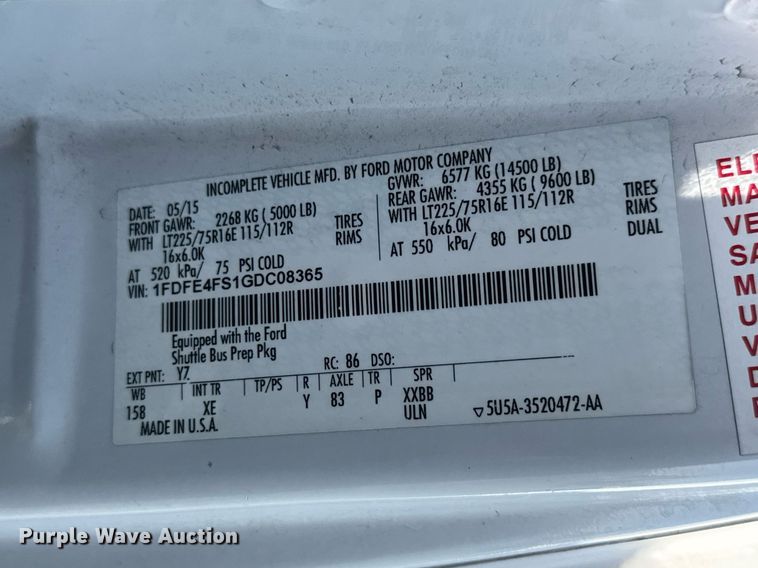 INCOMPLETE VEHICLE MFD. BY FORD MOTOR COMPANY
DATE: 05/15
GVWR: 6577 KG (14500 LB)
FRONT GAWR: 2268 KG (5000 LB)
REAR GAWR: 4355 KG (9600 LB)
WITH LT225/75R16E 115/112R TIRES
WITH LT225/75R16E 115/112R TIRES
16x6.0K RIMS
16x6.0K RIMS
AT 520 kPa/ 75 PSI COLD
AT 550 kPa/ 80 PSI COLD DUAL
VIN: 1FDFE4FS1GDC08365
Equipped with the Ford
Shuttle Bus Prep Pkg
EXT PNT: YZ RC: 86 DSO:
WB INT TR TP/PS R AXLE TR SPR
158 XE Y 83 P XXBB
ULN
MADE IN U.S.A. ▽5U5A-3520472-AA
Purple Wave Auction